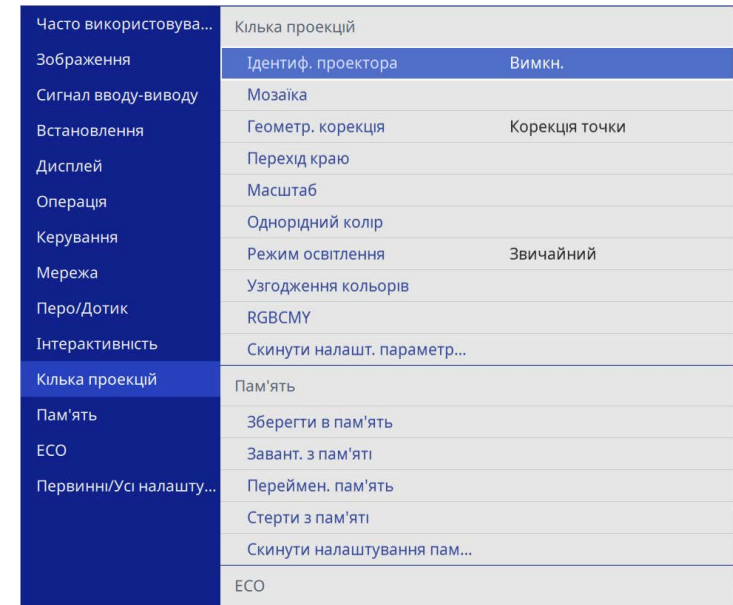 Часто використовува...
Зображення
Сигнал вводу-виводу
Встановлення
Дисплей
Операція
Керування
Мережа
Перо/Дотик
Інтерактивність
Кілька проекцій
Пам'ять
ECO
Первинні/Усі налашту...
Кілька проекцій
Ідентиф. проектора Вимкн.
Мозаїка
Геометр. корекція Корекція точки
Перехід краю
Масштаб
Однорідний колір
Режим освітлення Звичайний
Узгодження кольорів
RGBCMY
Скинути налашт. параметр...
Пам'ять
Зберегти в пам'ять
Завант. з пам'яті
Переймен. пам'ять
Стерти з пам'яті
Скинути налаштування пам...
ECO